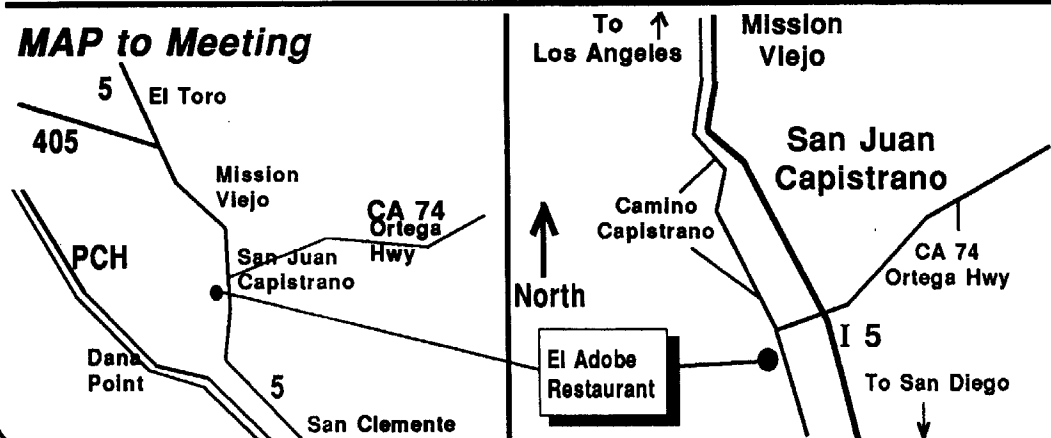 MAP to Meeting
5
El Toro
405
Mission
Viejo
CA 74
Ortega
Hwy
PCH
San Juan
Capistrano
Dana
Point
5
San Clemente
To
Los Angeles
Mission
Viejo
San Juan
Capistrano
Camino
Capistrano
CA 74
Ortega Hwy
North
El Adobe
Restaurant
I 5
To San Diego